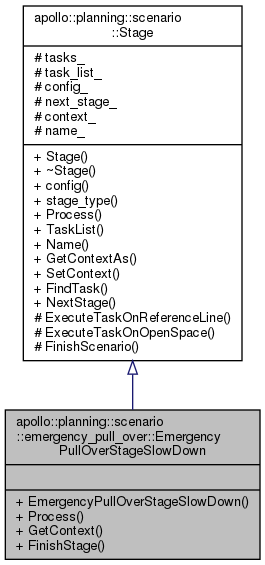 apollo::planning::scenario
::Stage
# tasks_
# task_list_
# config_
# next_stage_
# context_
# name_
+ Stage()
+ ~Stage()
+ config()
+ stage_type()
+ Process()
+ TaskList()
+ Name()
+ GetContextAs()
+ SetContext()
+ FindTask()
+ NextStage()
# ExecuteTaskOnReferenceLine()
# ExecuteTaskOnOpenSpace()
# FinishScenario()
apollo::planning::scenario
::emergency_pull_over::Emergency
PullOverStageSlowDown
+ EmergencyPullOverStageSlowDown()
+ Process()
+ GetContext()
+ FinishStage()